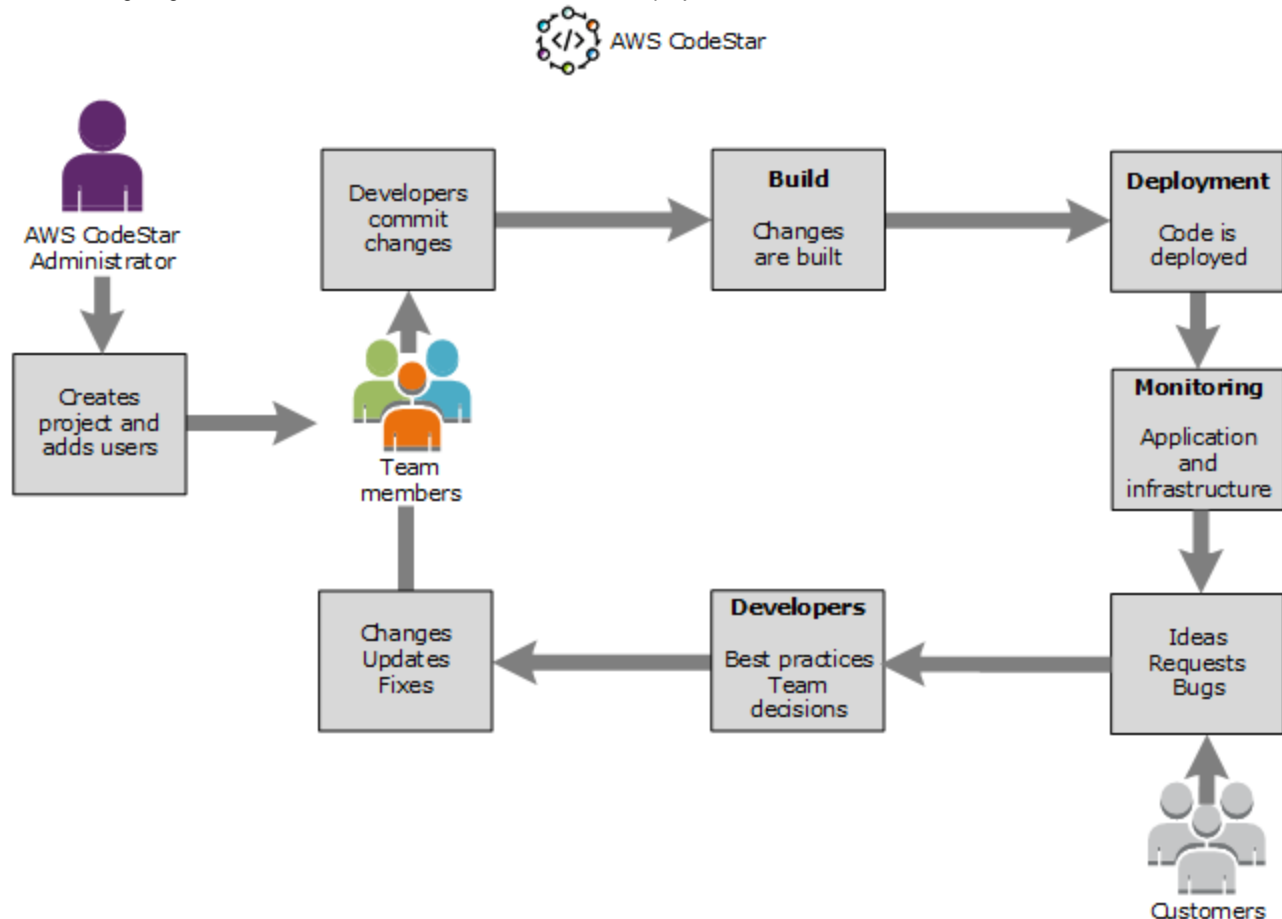 AWS CodeStar
AWS CodeStar
Administrator
Creates
project and
adds users
Developers
commit
changes
Build
Changes
are built
Deployment
Code is
deployed
Monitoring
Application
and
infrastructure
Ideas
Requests
Bugs
Customers
Developers
Best practices
Team
decisions
Changes
Updates
Fixes
Team
members